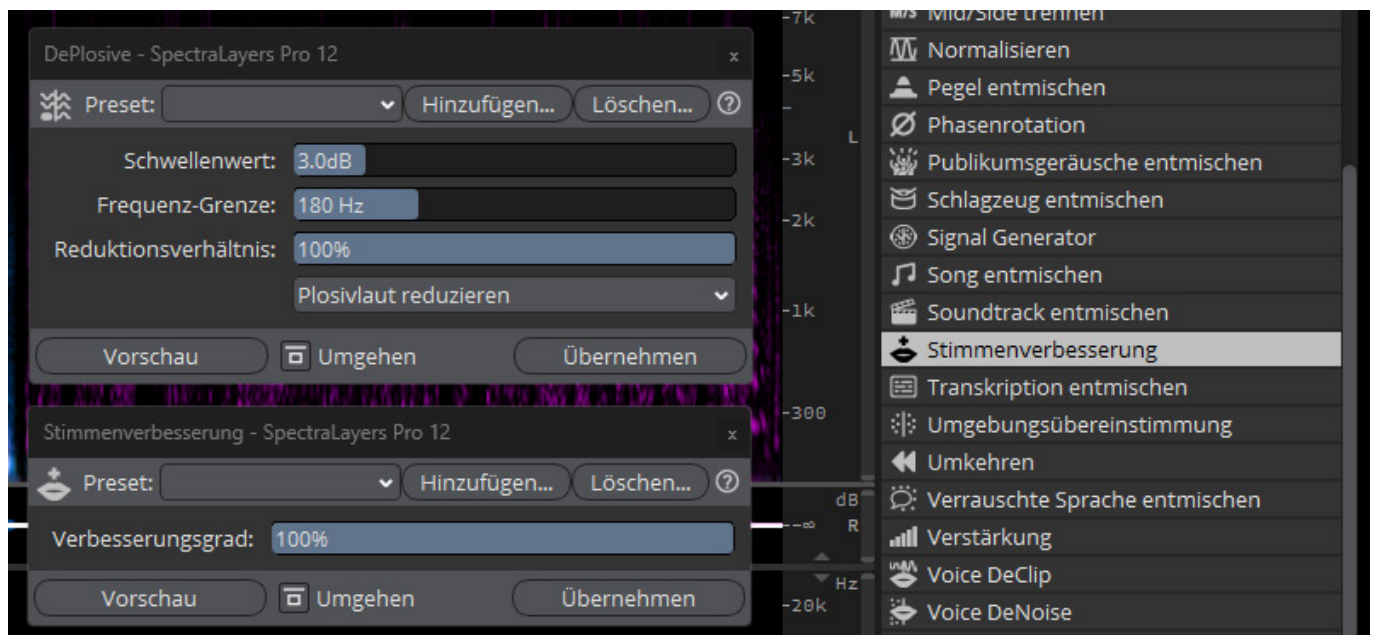 DePlosive - SpectraLayers Pro 12
x
Preset:
Hinzufügen...
Löschen...
?
Schwellenwert: 3.0dB
Frequenz-Grenze: 180 Hz
Reduktionsverhältnis: 100%
Plosivlaut reduzieren
Vorschau
Umgehen
Übernehmen
Stimmenverbesserung - SpectraLayers Pro 12
x
Preset:
Hinzufügen...
Löschen...
?
Verbesserungsgrad: 100%
Vorschau
Umgehen
Übernehmen
-7k
-5k
L
-3k
-2k
-1k
-300
dB
--∞ R
Hz
-20k
M/S Mid/Side trennen
Normalisieren
Pegel entmischen
Phasenrotation
Publikumsgeräusche entmischen
Schlagzeug entmischen
Signal Generator
Song entmischen
Soundtrack entmischen
Stimmenverbesserung
Transkription entmischen
Umgebungsübereinstimmung
Umkehren
Verrauschte Sprache entmischen
Verstärkung
Voice DeClip
Voice DeNoise